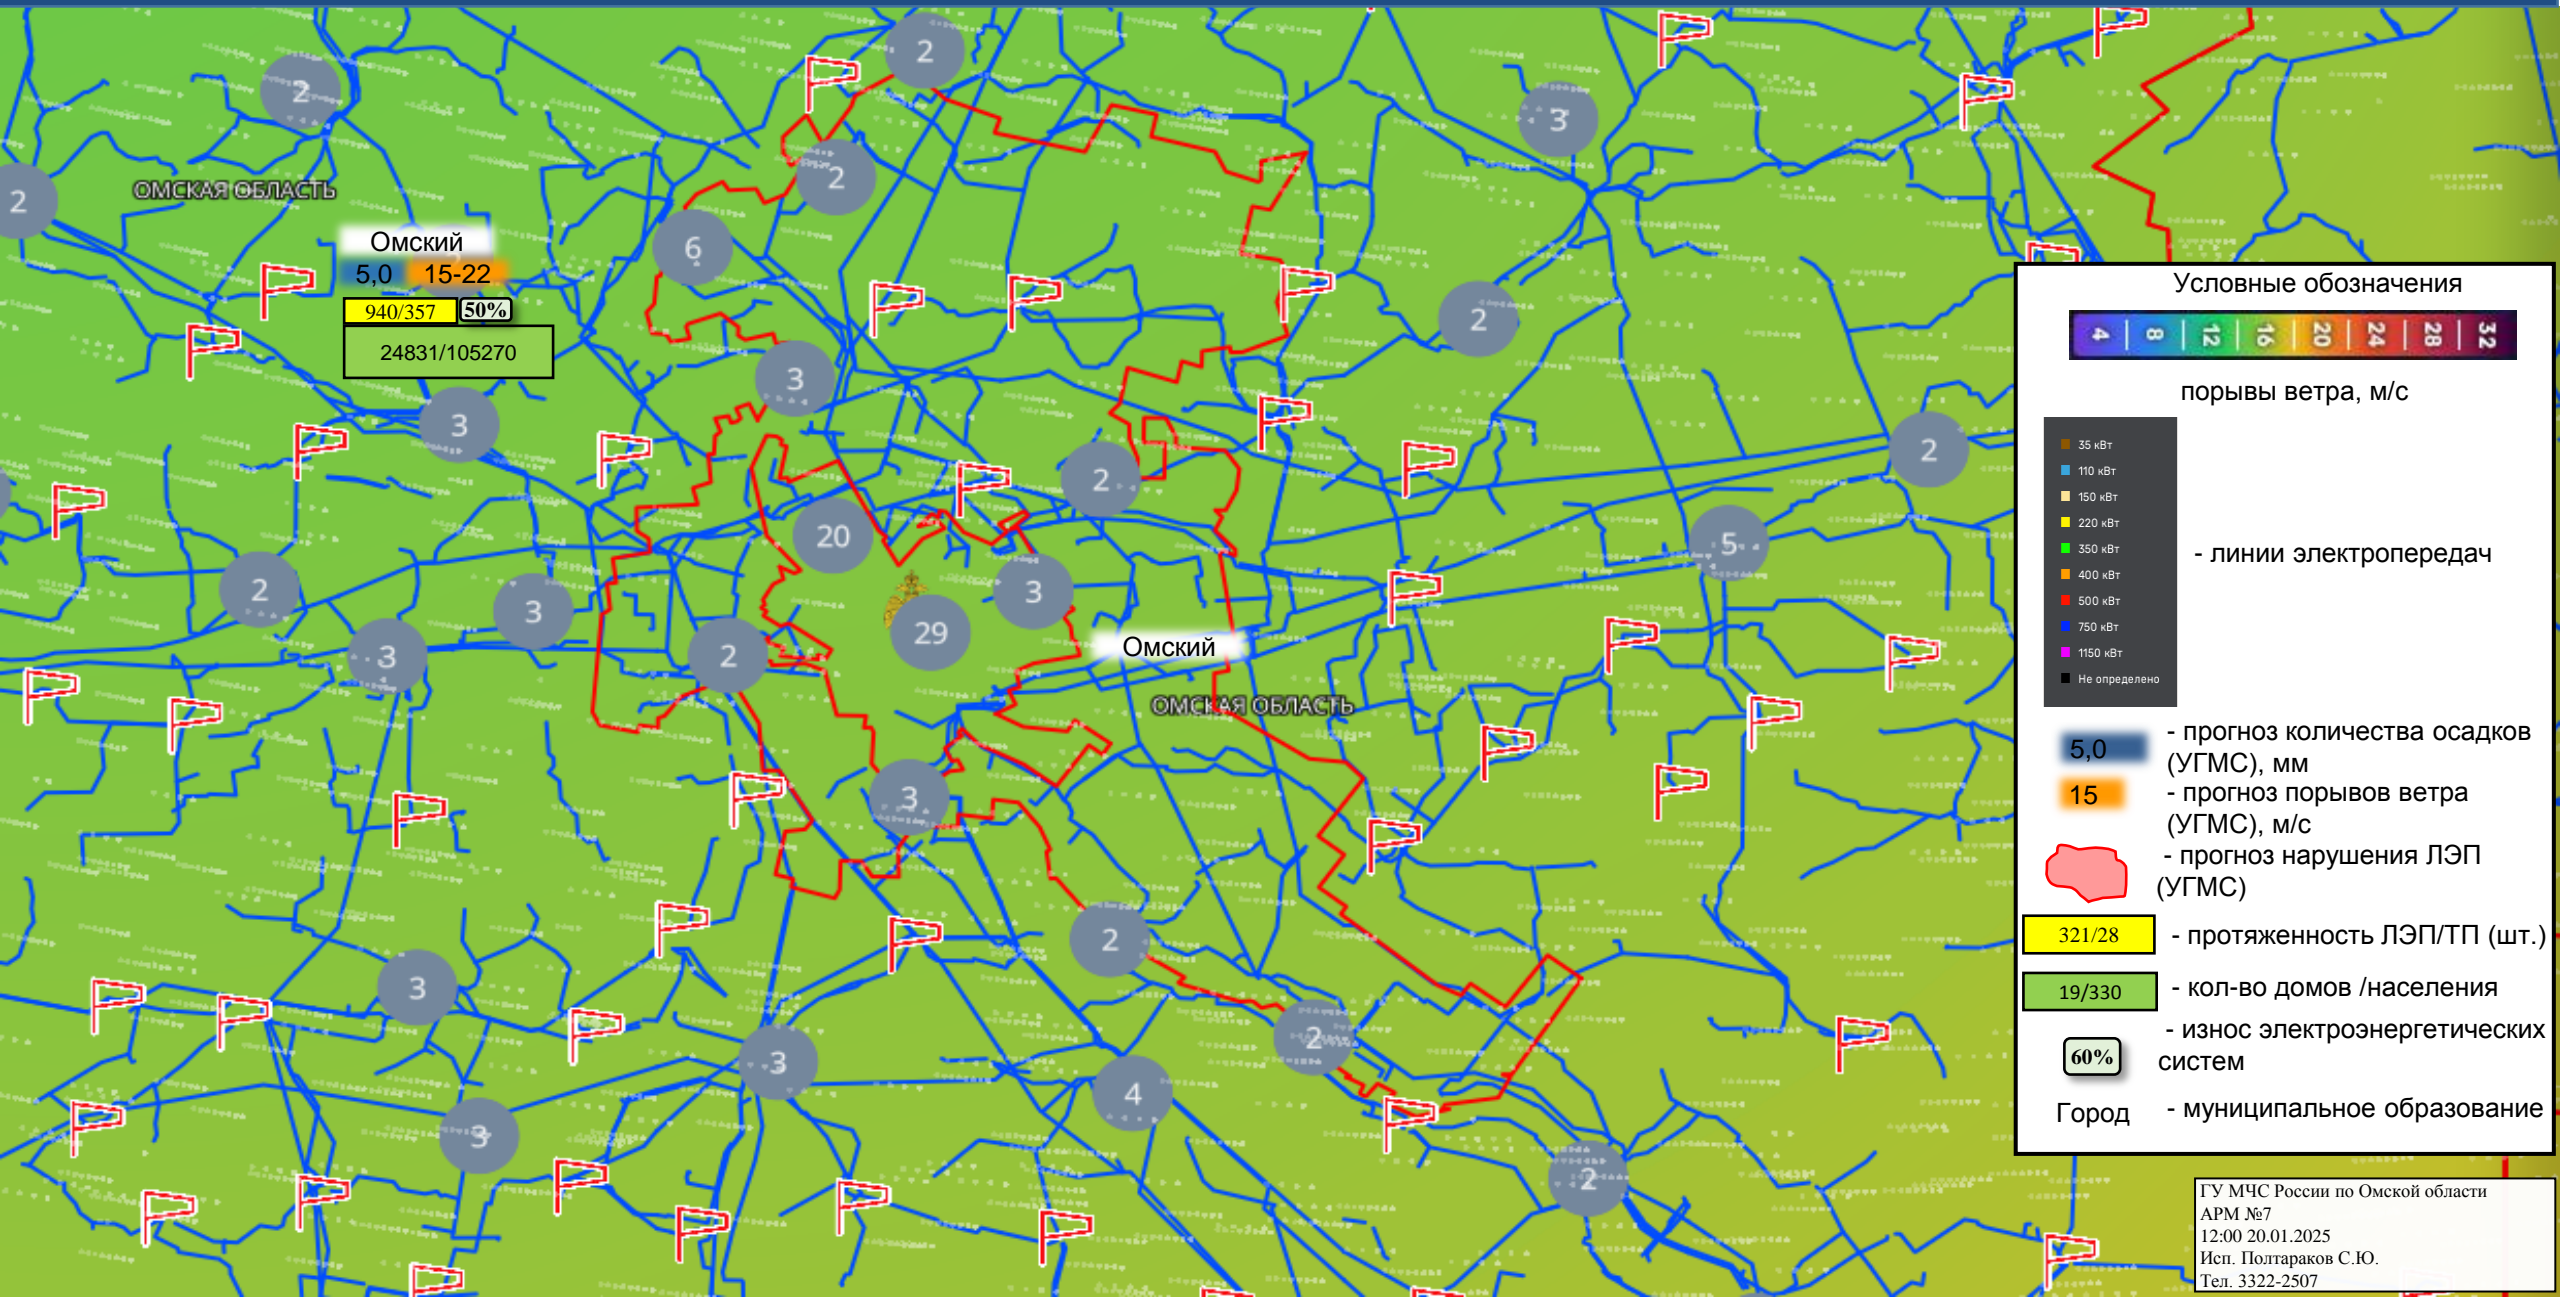 2
2
2
2
3
2
6
2
3
3
2
2
20
5
2
3
3
3
29
3
2
3
2
3
2
3
4
3
2
ОМСКАЯ ОБЛАСТЬ
Омский
5,0 15-22
940/357 50%
24831/105270
Омский
ОМСКАЯ ОБЛАСТЬ
Условные обозначения
4 8 12 16 20 24 28 32
порывы ветра, м/с
35 кВт
110 кВт
150 кВт
220 кВт
350 кВт
400 кВт
500 кВт
750 кВт
1150 кВт
Не определено
- линии электропередач
5,0 - прогноз количества осадков
(УГМС), мм
15 - прогноз порывов ветра
(УГМС), м/с
- прогноз нарушения ЛЭП
(УГМС)
321/28 - протяженность ЛЭП/ТП (шт.)
19/330 - кол-во домов /населения
60% - износ электроэнергетических
систем
Город - муниципальное образование
ГУ МЧС России по Омской области
АРМ №7
12:00 20.01.2025
Исп. Полтараков С.Ю.
Тел. 3322-2507